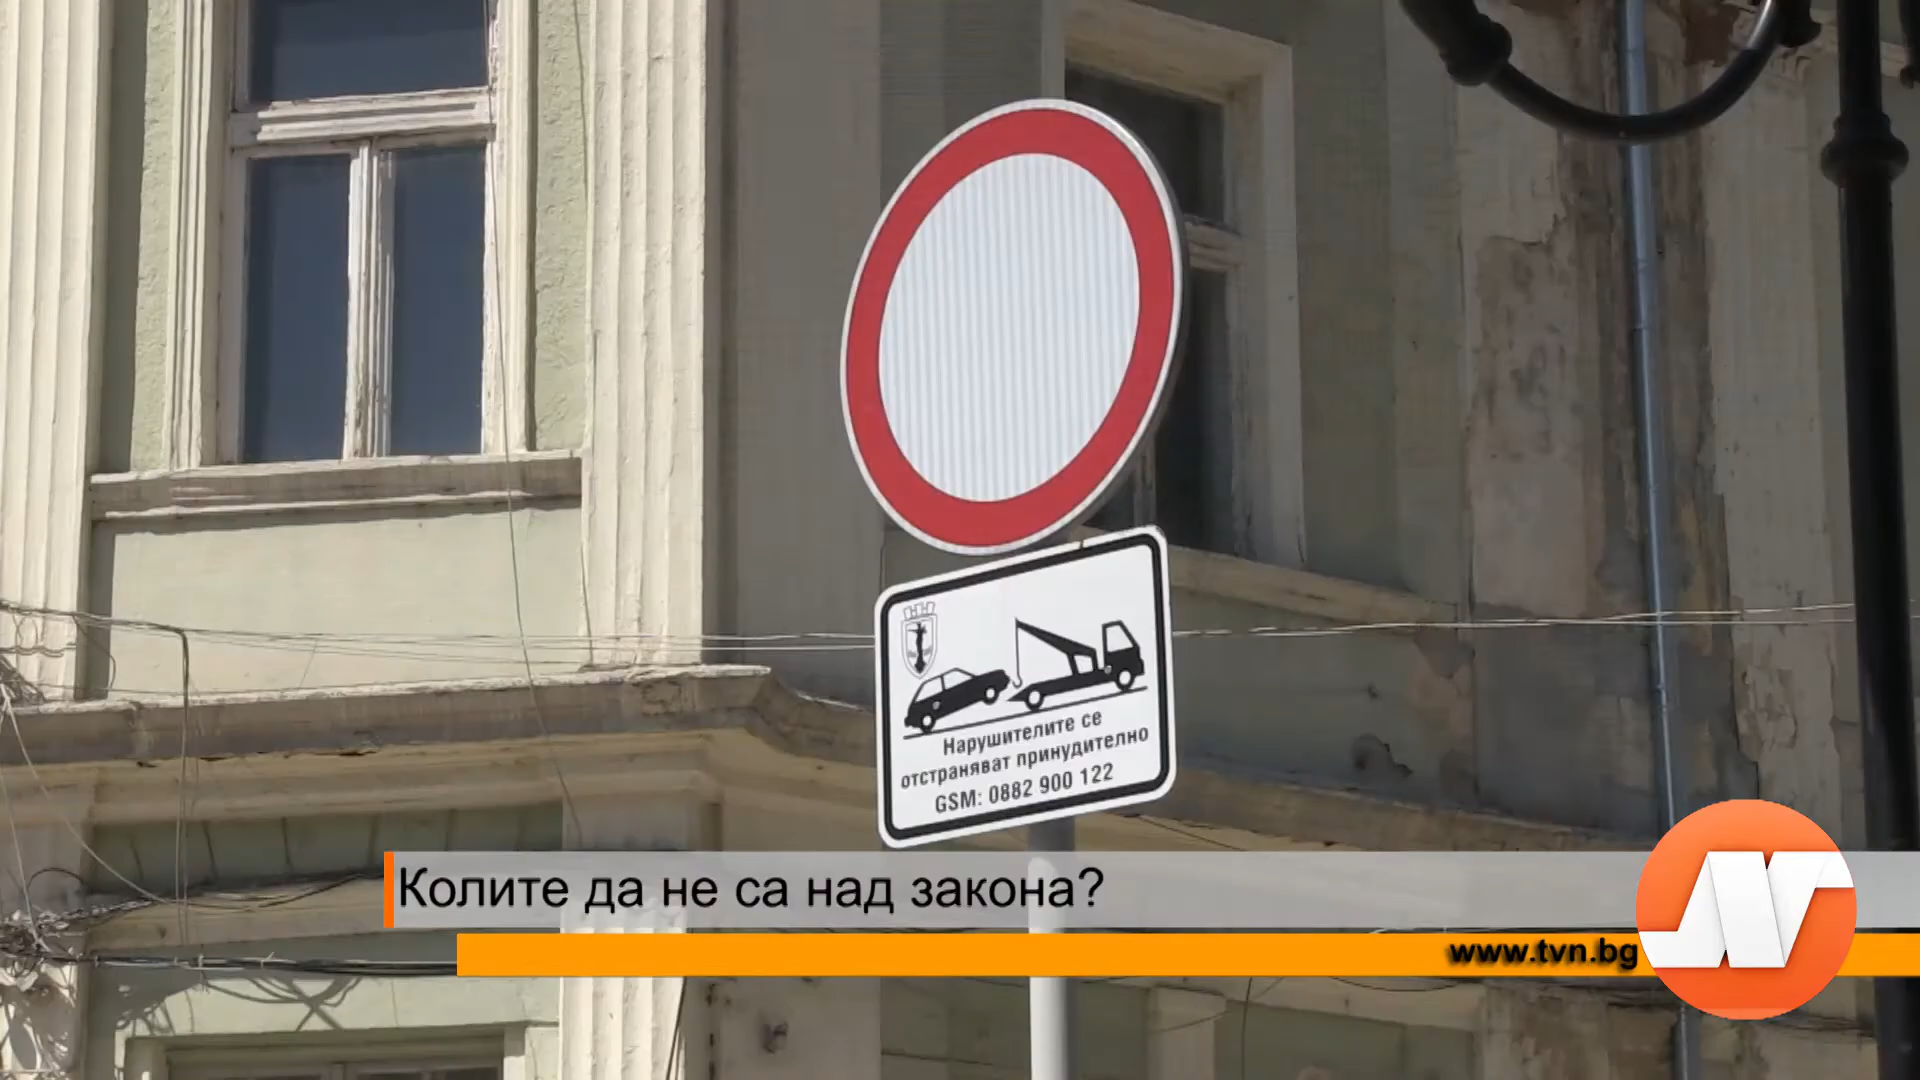 Нарушителите се
отстраняват принудително
GSM: 0882 900 122
Колите да не са над закона?
www.tvn.bg